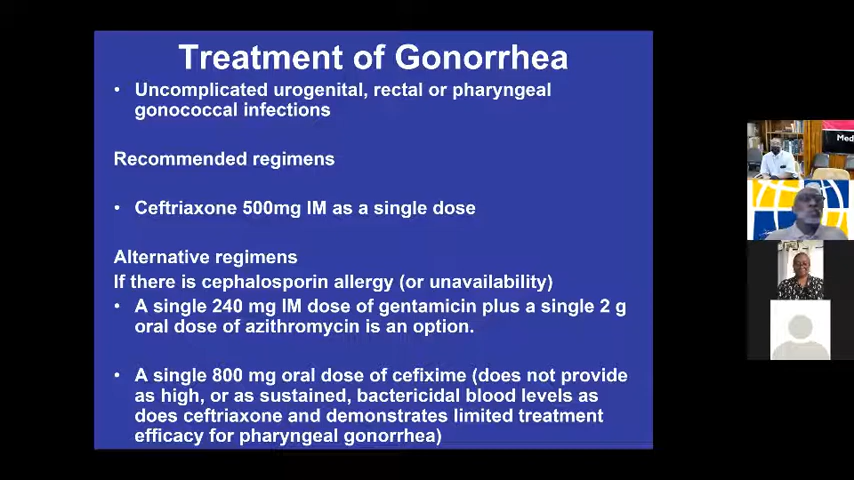 Treatment of Gonorrhea
• Uncomplicated urogenital, rectal or pharyngeal
gonococcal infections
Recommended regimens
• Ceftriaxone 500mg IM as a single dose
Alternative regimens
If there is cephalosporin allergy (or unavailability)
• A single 240 mg IM dose of gentamicin plus a single 2 g
oral dose of azithromycin is an option.
• A single 800 mg oral dose of cefixime (does not provide
as high, or as sustained, bactericidal blood levels as
does ceftriaxone and demonstrates limited treatment
efficacy for pharyngeal gonorrhea)
Med